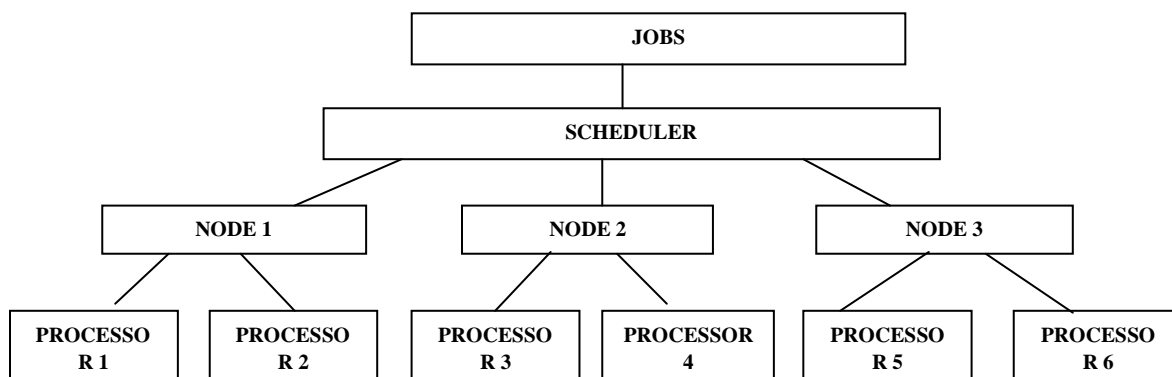 JOBS
SCHEDULER
NODE 1
NODE 2
NODE 3
PROCESSO
R 1
PROCESSO
R 2
PROCESSO
R 3
PROCESSOR
4
PROCESSO
R 5
PROCESSO
R 6